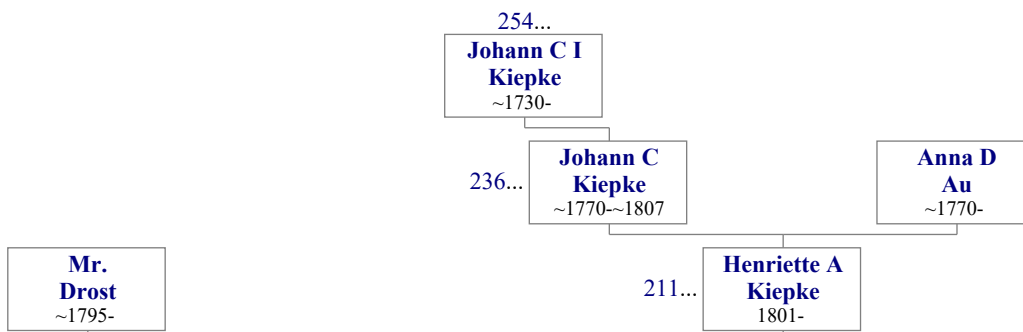 254...
Johann C I
Kiepke
~1730-
236...
Johann C
Kiepke
~1770-~1807
Anna D
Au
~1770-
Mr.
Drost
~1795-
211...
Henriette A
Kiepke
1801-